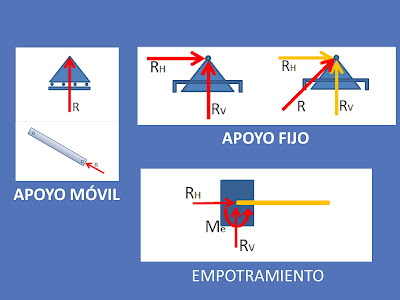 R
R
APOYO MÓVIL
RH RV
RH R RV
APOYO FIJO
RH
Me
RV
EMPOTRAMIENTO